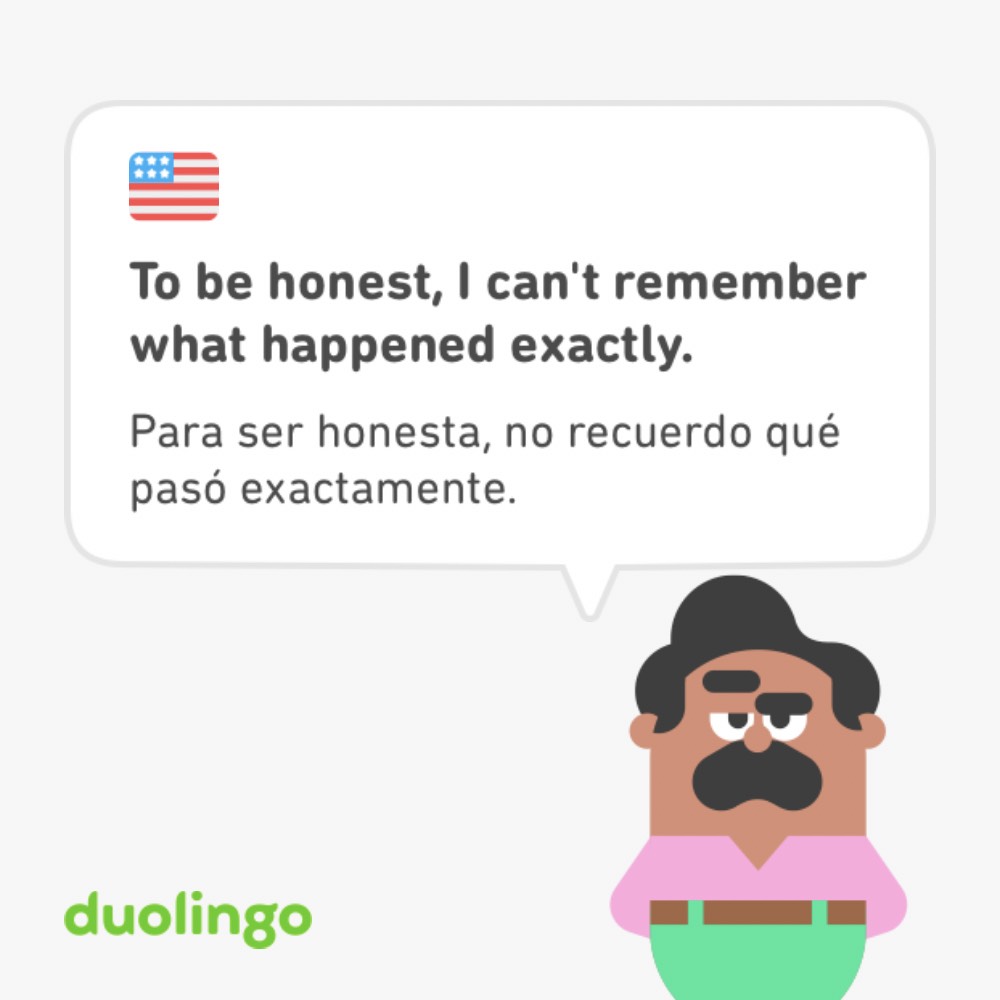 To be honest, I can't remember
what happened exactly.
Para ser honesta, no recuerdo qué
pasó exactamente.
duolingo